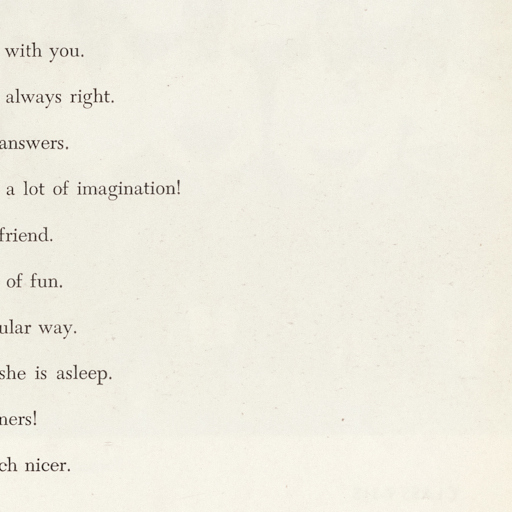 with you.
always right.
answers.
a lot of imagination!
friend.
of fun.
ular way.
she is asleep.
ners!
ch nicer.